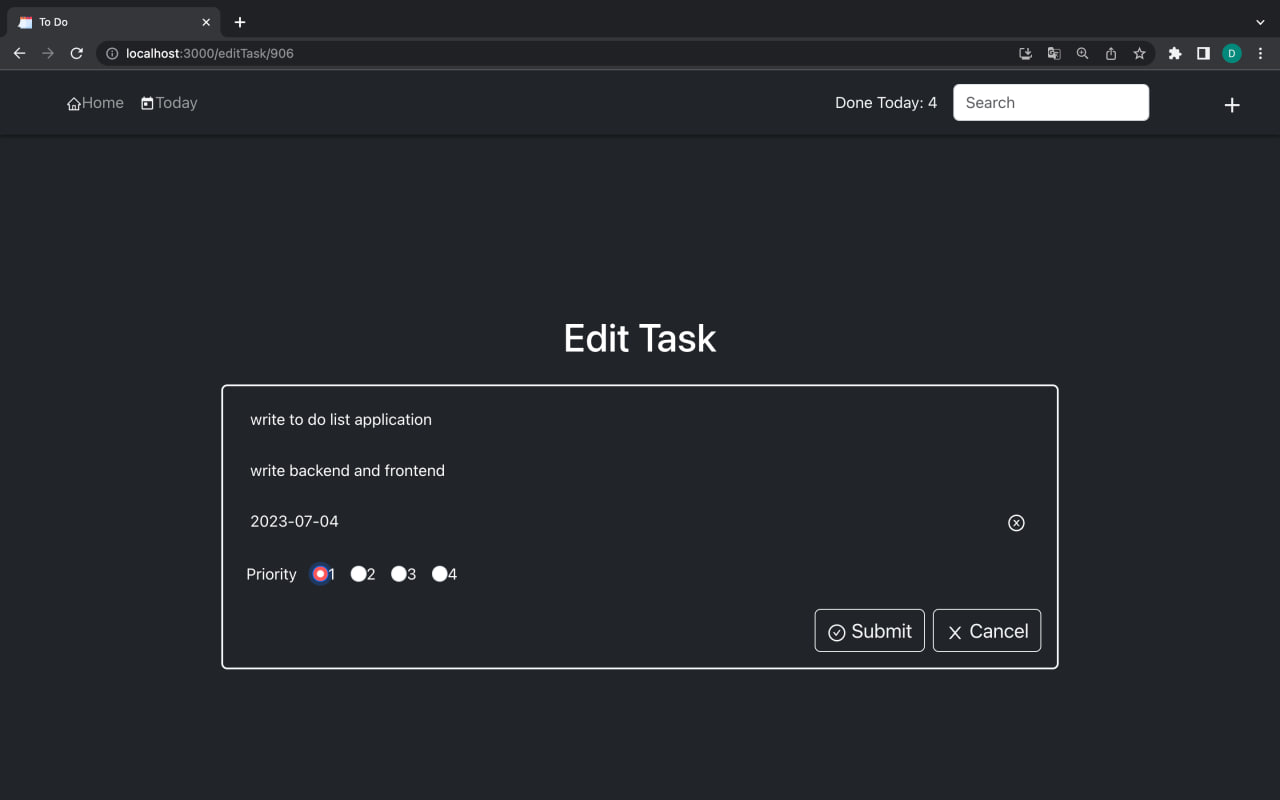 To Do
localhost:3000/editTask/906
D
Home Today Done Today: 4 Search
Edit Task
write to do list application
write backend and frontend
2023-07-04
Priority 1 2 3 4
Submit Cancel